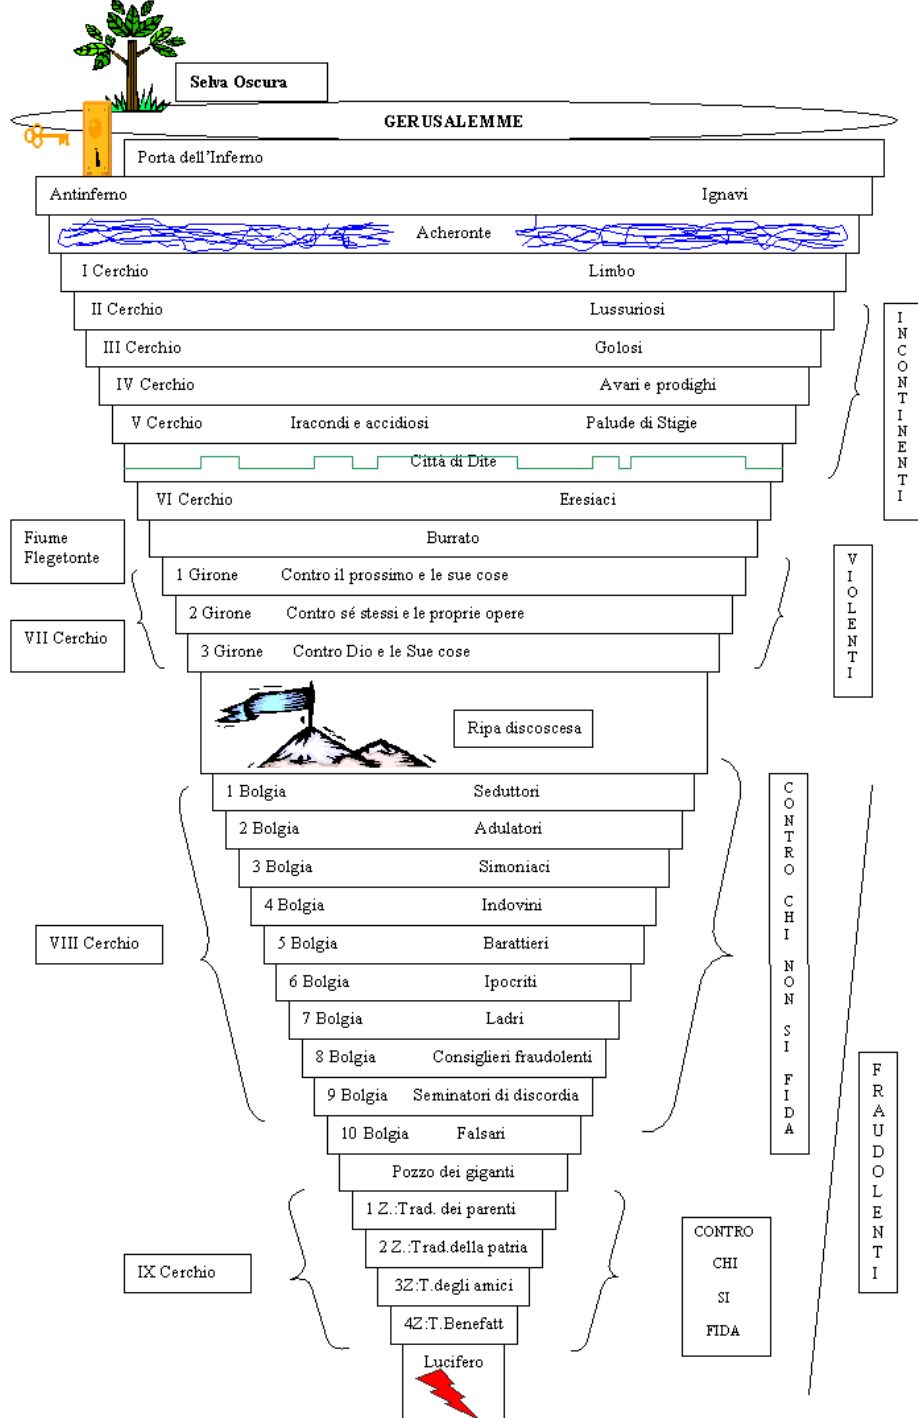 Selva Oscura
GERUSALEMME
Porta dell'Inferno
Antinferno Ignavi
Acheronte
I Cerchio Limbo
II Cerchio Lussuriosi
III Cerchio Golosi
IV Cerchio Avari e prodighi
V Cerchio Iracondi e accidiosi Palude di Stigie
Città di Dite
VI Cerchio Eresiaci
INCONTINENTI
Burrato
Fiume
Flegetonte
1 Girone Contro il prossimo e le sue cose
2 Girone Contro sé stessi e le proprie opere
3 Girone Contro Dio e le Sue cose
VII Cerchio
VIOLENTI
Ripa discoscesa
1 Bolgia Seduttori
2 Bolgia Adulatori
3 Bolgia Simoniaci
4 Bolgia Indovini
5 Bolgia Barattieri
6 Bolgia Ipocriti
7 Bolgia Ladri
8 Bolgia Consiglieri fraudolenti
9 Bolgia Seminatori di discordia
10 Bolgia Falsari
VIII Cerchio
CONTRO CHI NON SI FIDA
Pozzo dei giganti
1 Z.:Trad. dei parenti
2 Z.:Trad.della patria
3Z:T.degli amici
4Z:T.Benefatt
IX Cerchio
CONTRO
CHI
SI
FIDA
FRAUDOLENTI
Lucifero